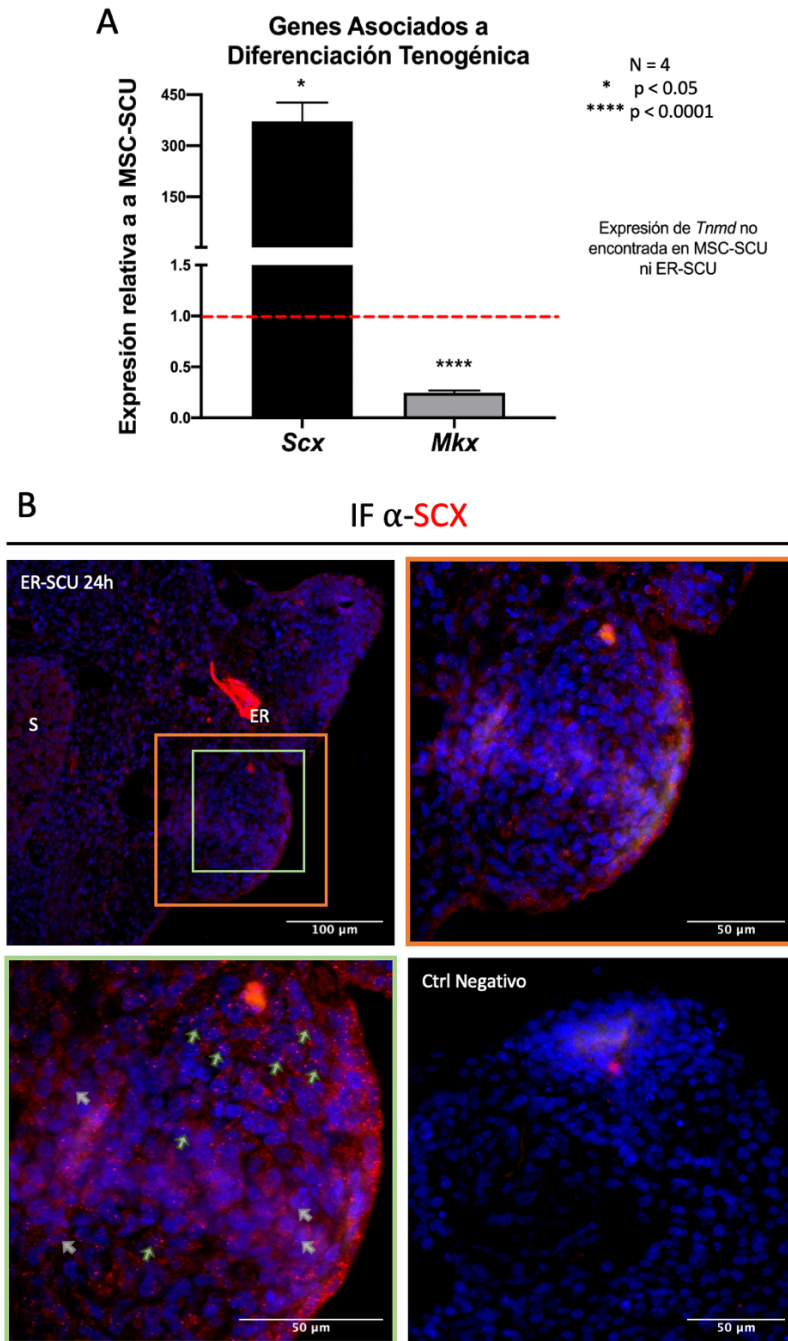 A
Genes Asociados a
Diferenciación Tenogénica
N = 4
* p < 0.05
**** p < 0.0001
Expresión de Tnmd no
encontrada en MSC-SCU
ni ER-SCU
Expresión relativa a a MSC-SCU
450
300
150
1.5
1.0
0.5
0.0
*
****
Scx
Mkx
B
IF α-SCX
ER-SCU 24h
S
ER
100 µm
50 µm
50 µm
Ctrl Negativo
50 µm